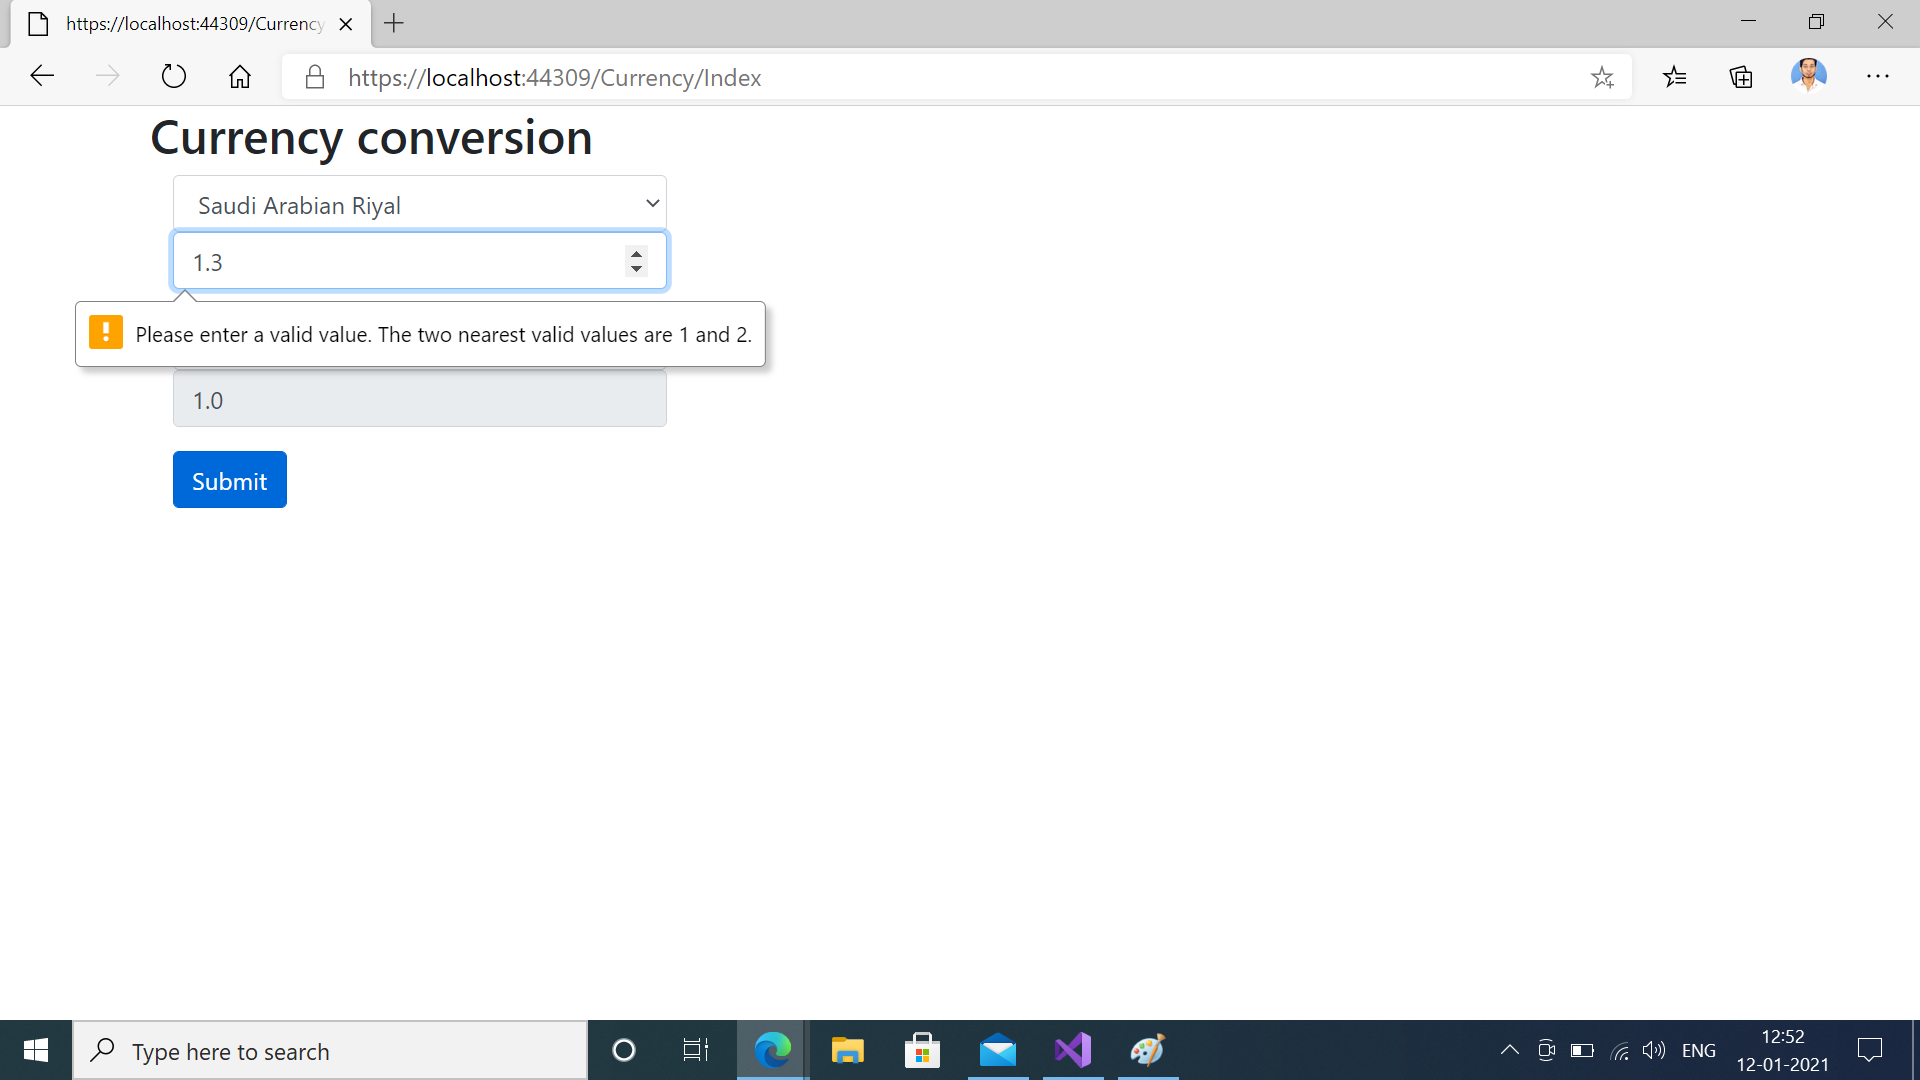 https://localhost:44309/Currency
https://localhost:44309/Currency/Index
Currency conversion
Saudi Arabian Riyal
1.3
Please enter a valid value. The two nearest valid values are 1 and 2.
1.0
Submit
Type here to search
ENG
12:52
12-01-2021